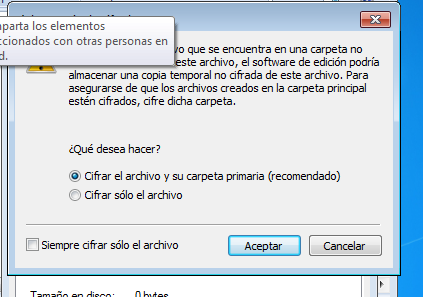 parta los elementos
ccionados con otras personas en
d.
vo que se encuentra en una carpeta no
este archivo, el software de edición podría
almacenar una copia temporal no cifrada de este archivo. Para
asegurarse de que los archivos creados en la carpeta principal
estén cifrados, cifre dicha carpeta.
¿Qué desea hacer?
Cifrar el archivo y su carpeta primaria (recomendado)
Cifrar sólo el archivo
Siempre cifrar sólo el archivo
Aceptar
Cancelar
Tamaño en disco: 0 bytes